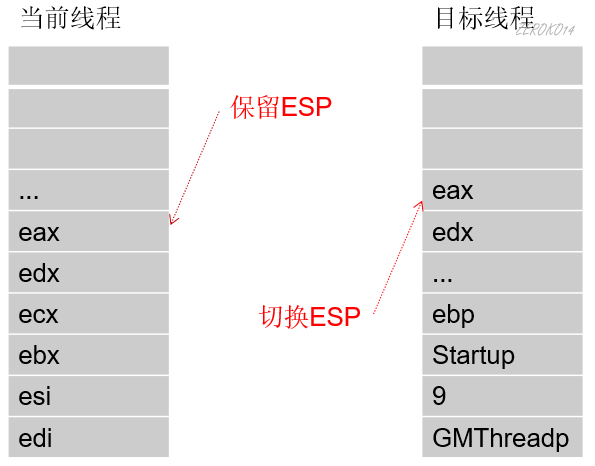 当前线程
目标线程
ZEROKO14
保留ESP
...
eax
edx
ecx
ebx
esi
edi
切换ESP
eax
edx
...
ebp
Startup
9
GMThreadp